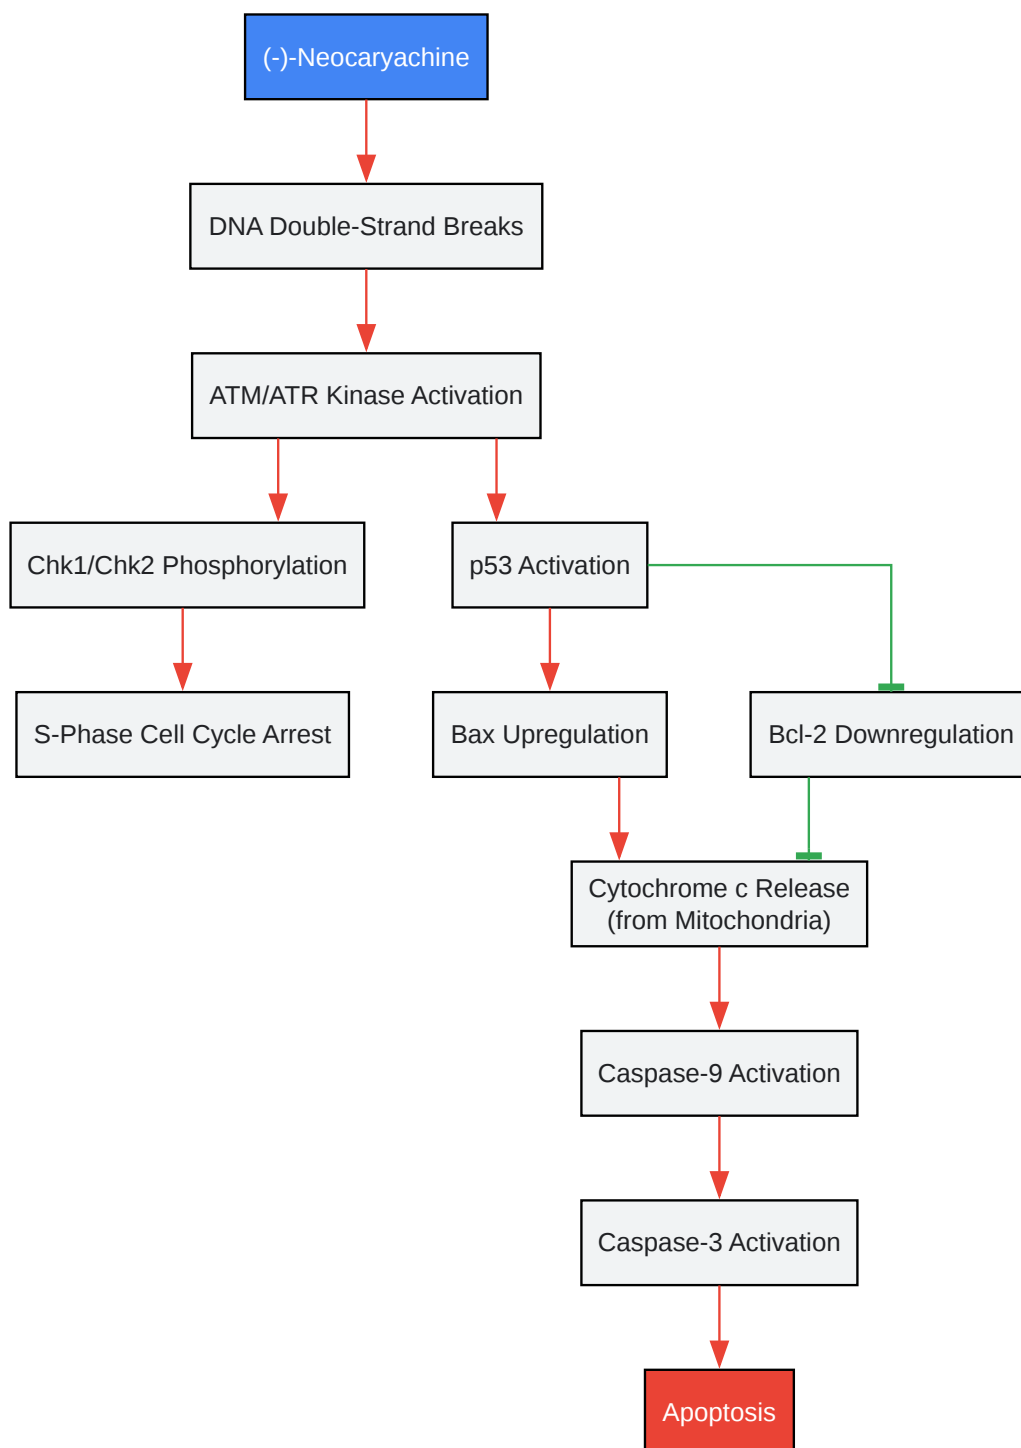 (-)-Neocaryachine
DNA Double-Strand Breaks
ATM/ATR Kinase Activation
Chk1/Chk2 Phosphorylation
p53 Activation
S-Phase Cell Cycle Arrest
Bax Upregulation
Bcl-2 Downregulation
Cytochrome c Release
(from Mitochondria)
Caspase-9 Activation
Caspase-3 Activation
Apoptosis